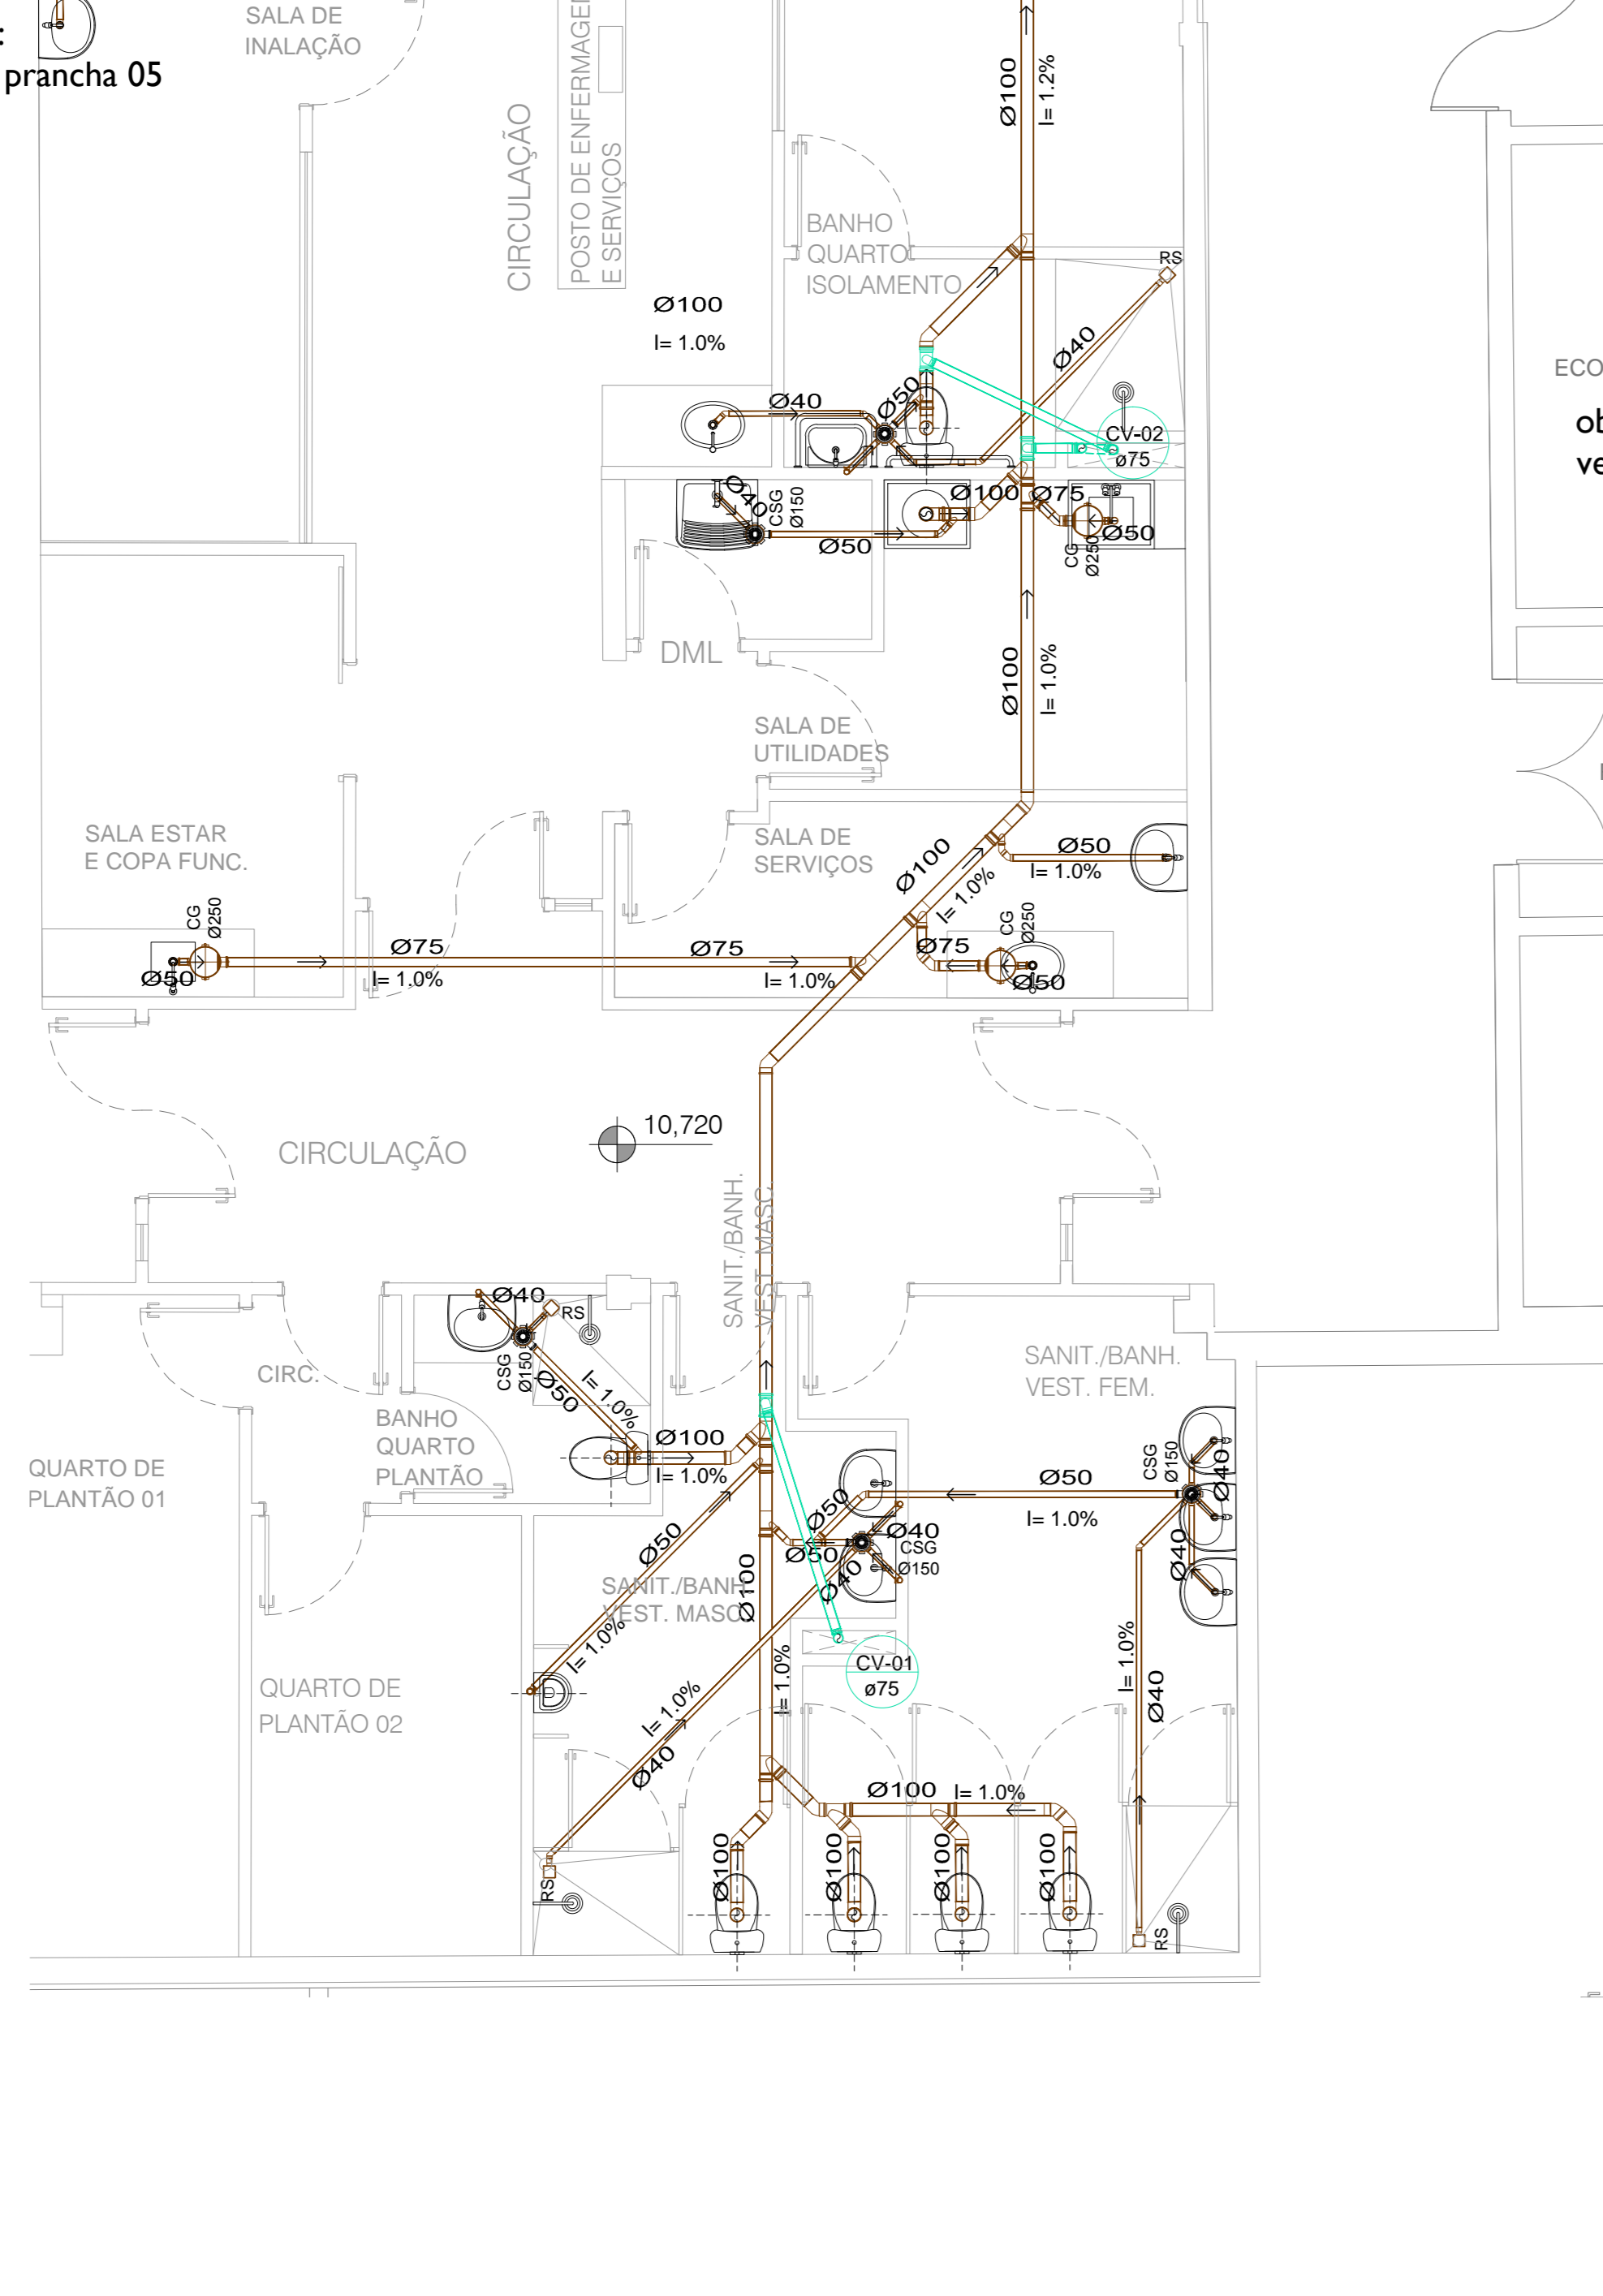 :
prancha 05
SALA DE
INALAÇÃO
CIRCULAÇÃO
POSTO DE ENFERMAGEM
E SERVIÇOS
Ø100
I= 1.2%
BANHO
QUARTO
ISOLAMENTO
RS
Ø100
I= 1.0%
Ø40
Ø40
Ø50
CV-02
ø75
ECO
ob
ve
Ø40
CSG
Ø150
Ø50
Ø100
Ø75
CG
Ø250
Ø50
DML
Ø100
I= 1.0%
SALA DE
UTILIDADES
SALA ESTAR
E COPA FUNC.
SALA DE
SERVIÇOS
Ø100
I= 1.0%
Ø50
I= 1.0%
CG
Ø250
Ø50
Ø75
I= 1.0%
Ø75
I= 1.0%
Ø75
CG
Ø250
Ø50
10,720
CIRCULAÇÃO
SANIT./BANH.
VEST. MASC.
Ø40
RS
CSG
Ø150
Ø50
I= 1.0%
CIRC.
BANHO
QUARTO
PLANTÃO
Ø100
I= 1.0%
SANIT./BANH.
VEST. FEM.
QUARTO DE
PLANTÃO 01
CSG
Ø150
Ø40
Ø50
I= 1.0%
Ø50
Ø40
CSG
Ø150
Ø50
Ø40
Ø40
Ø50
I= 1.0%
SANIT./BANH.
VEST. MASC.
Ø100
I= 1.0%
CV-01
ø75
I= 1.0%
Ø40
QUARTO DE
PLANTÃO 02
I= 1.0%
Ø40
Ø100
I= 1.0%
Ø100
Ø100
Ø100
Ø100
RS
RS